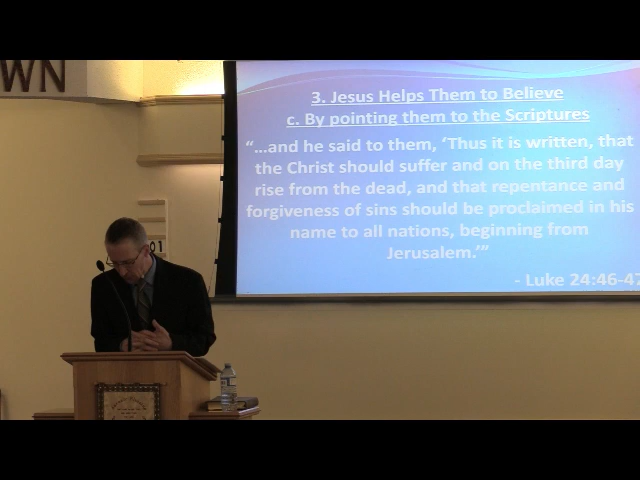 WN
3. Jesus Helps Them to Believe
c. By pointing them to the Scriptures
“...and he said to them, ‘Thus it is written, that
the Christ should suffer and on the third day
rise from the dead, and that repentance and
forgiveness of sins should be proclaimed in his
name to all nations, beginning from
Jerusalem.’”
- Luke 24:46-47
01